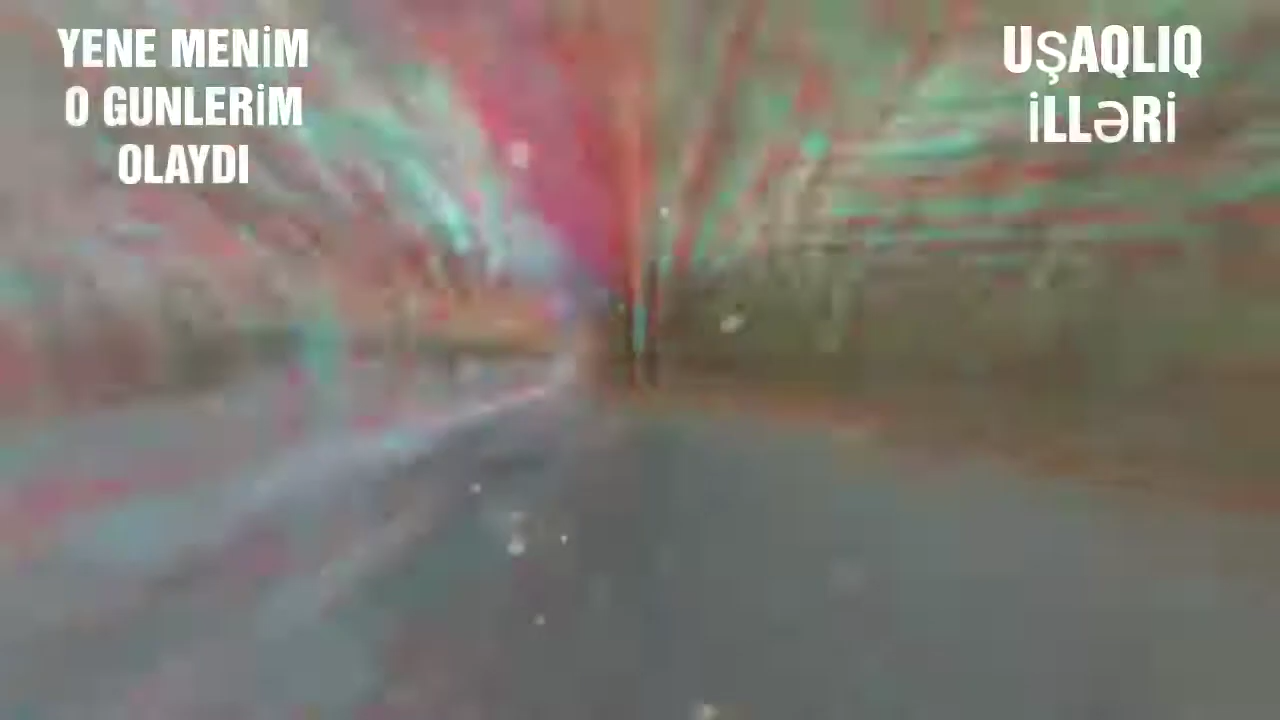 YENE MENİM
O GUNLERİM
OLAYDI
UŞAQLIQ
İLLƏRİ